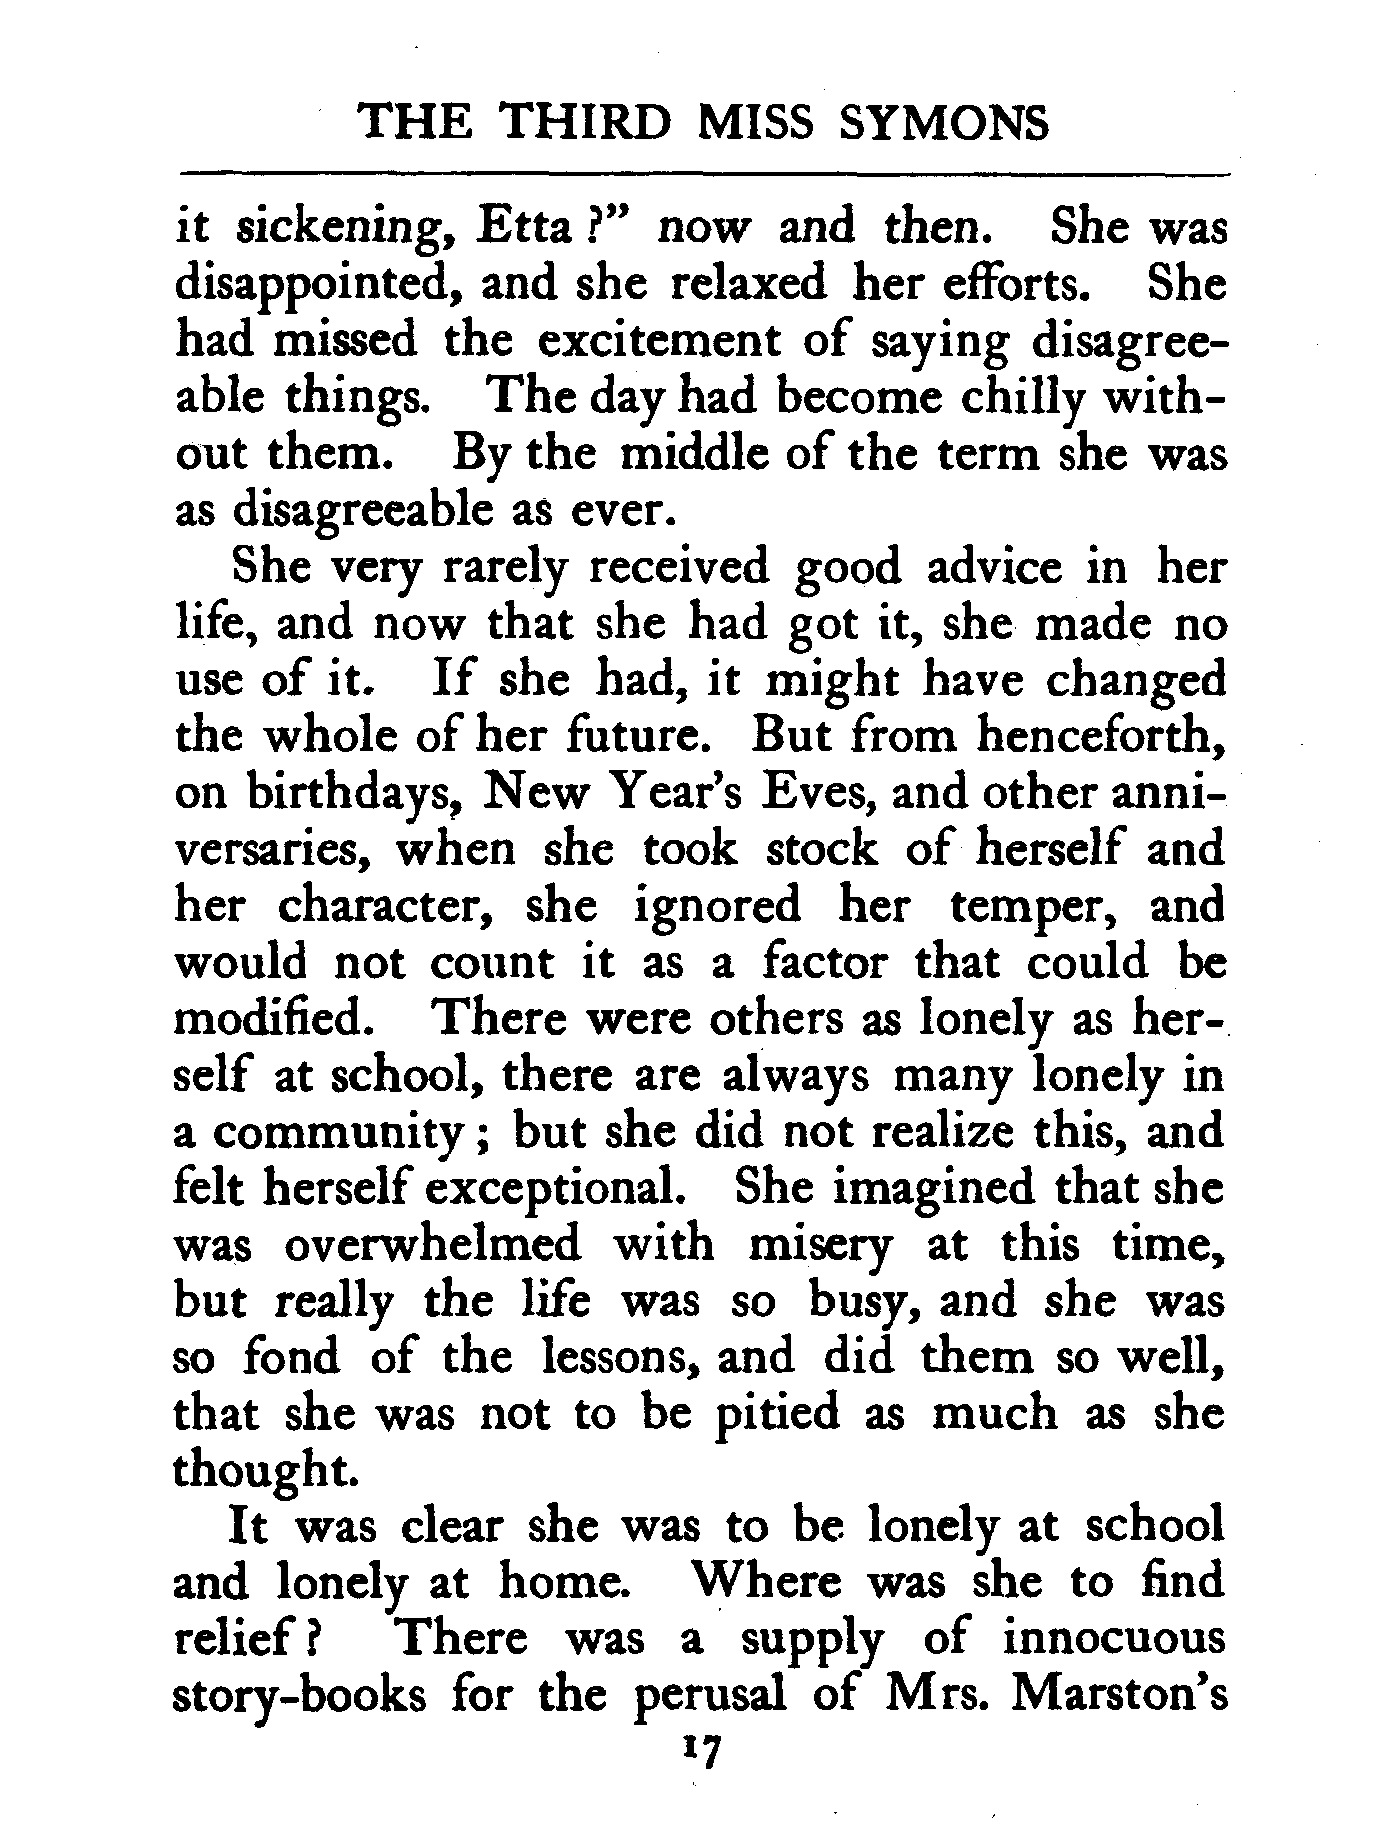 THE THIRD MISS SYMONS
it sickening, Etta ?” now and then. She was
disappointed, and she relaxed her efforts. She
had missed the excitement of saying disagree-
able things. The day had become chilly with-
out them. By the middle of the term she was
as disagreeable as ever.
She very rarely received good advice in her
life, and now that she had got it, she made no
use of it. If she had, it might have changed
the whole of her future. But from henceforth,
on birthdays, New Year’s Eves, and other anni-
versaries, when she took stock of herself and
her character, she ignored her temper, and
would not count it as a factor that could be
modified. There were others as lonely as her-
self at school, there are always many lonely in
a community ; but she did not realize this, and
felt herself exceptional. She imagined that she
was overwhelmed with misery at this time,
but really the life was so busy, and she was
so fond of the lessons, and did them so well,
that she was not to be pitied as much as she
thought.
It was clear she was to be lonely at school
and lonely at home. Where was she to find
relief ? There was a supply of innocuous
story-books for the perusal of Mrs. Marston’s
17